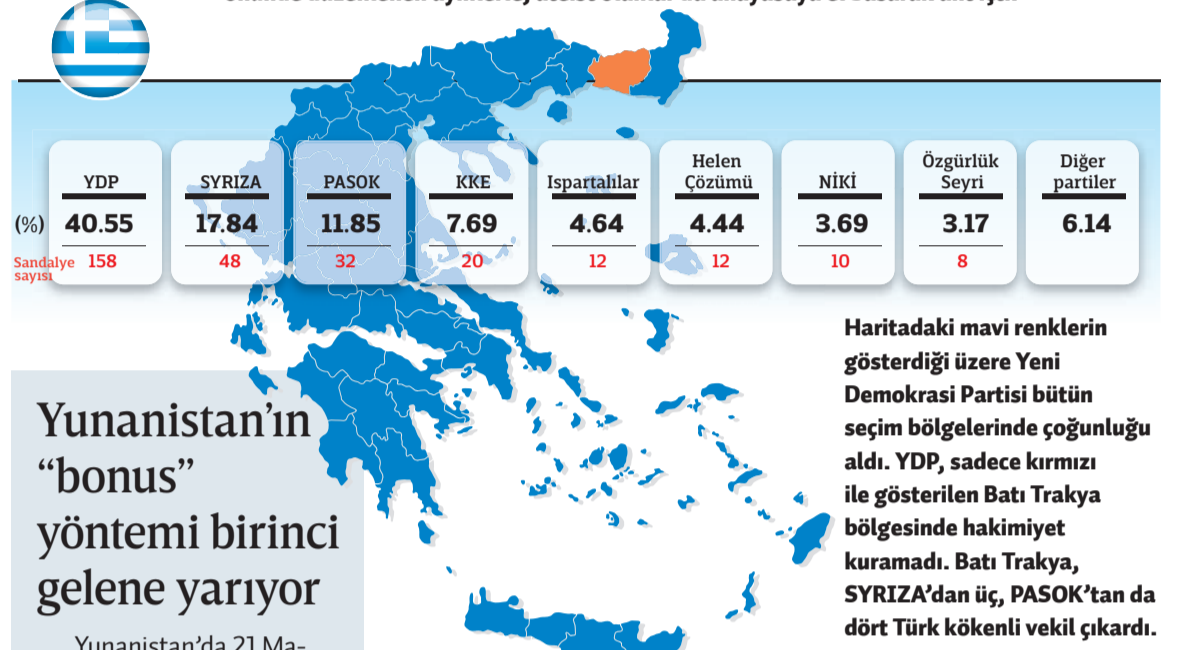 YDP
SYRIZA
PASOK
KKE
Ispartalılar
Helen
Çözümü
NİKİ
Özgürlük
Seyri
Diğer
partiler
(%) 40.55 17.84 11.85 7.69 4.64 4.44 3.69 3.17 6.14
Sandalye
sayısı
158 48 32 20 12 12 10 8
Haritadaki mavi renklerin
gösterdiği üzere Yeni
Demokrasi Partisi bütün
seçim bölgelerinde çoğunluğu
aldı. YDP, sadece kırmızı
ile gösterilen Batı Trakya
bölgesinde hakimiyet
kuramadı. Batı Trakya,
SYRIZA’dan üç, PASOK’tan da
dört Türk kökenli vekil çıkardı.
Yunanistan’ın
“bonus”
yöntemi birinci
gelene yarıyor
Yunanistan’da 21 Ma-